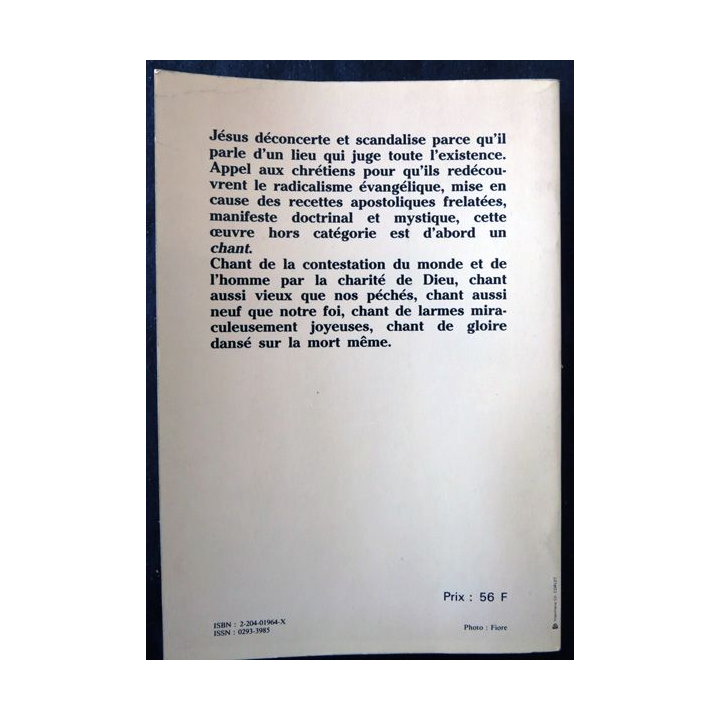 Jésus déconcerte et scandalise parce qu'il
parle d'un lieu qui juge toute l'existence.
Appel aux chrétiens pour qu'ils redécou-
vrent le radicalisme évangélique, mise en
cause des recettes apostoliques frelatées,
manifeste doctrinal et mystique, cette
œuvre hors catégorie est d'abord un
chant.
Chant de la contestation du monde et de
l'homme par la charité de Dieu, chant
aussi vieux que nos péchés, chant aussi
neuf que notre foi, chant de larmes mira-
culeusement joyeuses, chant de gloire
dansé sur la mort même.
Prix : 56 F
ISBN : 2-204-01964-X
ISSN : 0293-3985
Photo : Fiore